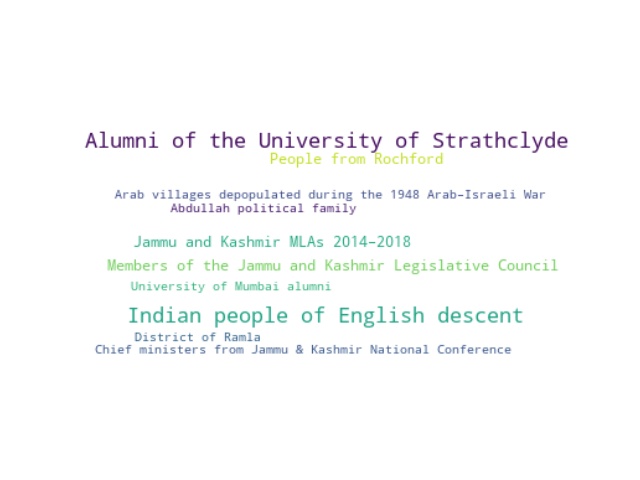 Alumni of the University of Strathclyde
People from Rochford
Arab villages depopulated during the 1948 Arab–Israeli War
Abdullah political family
Jammu and Kashmir MLAs 2014–2018
Members of the Jammu and Kashmir Legislative Council
University of Mumbai alumni
Indian people of English descent
District of Ramla
Chief ministers from Jammu & Kashmir National Conference